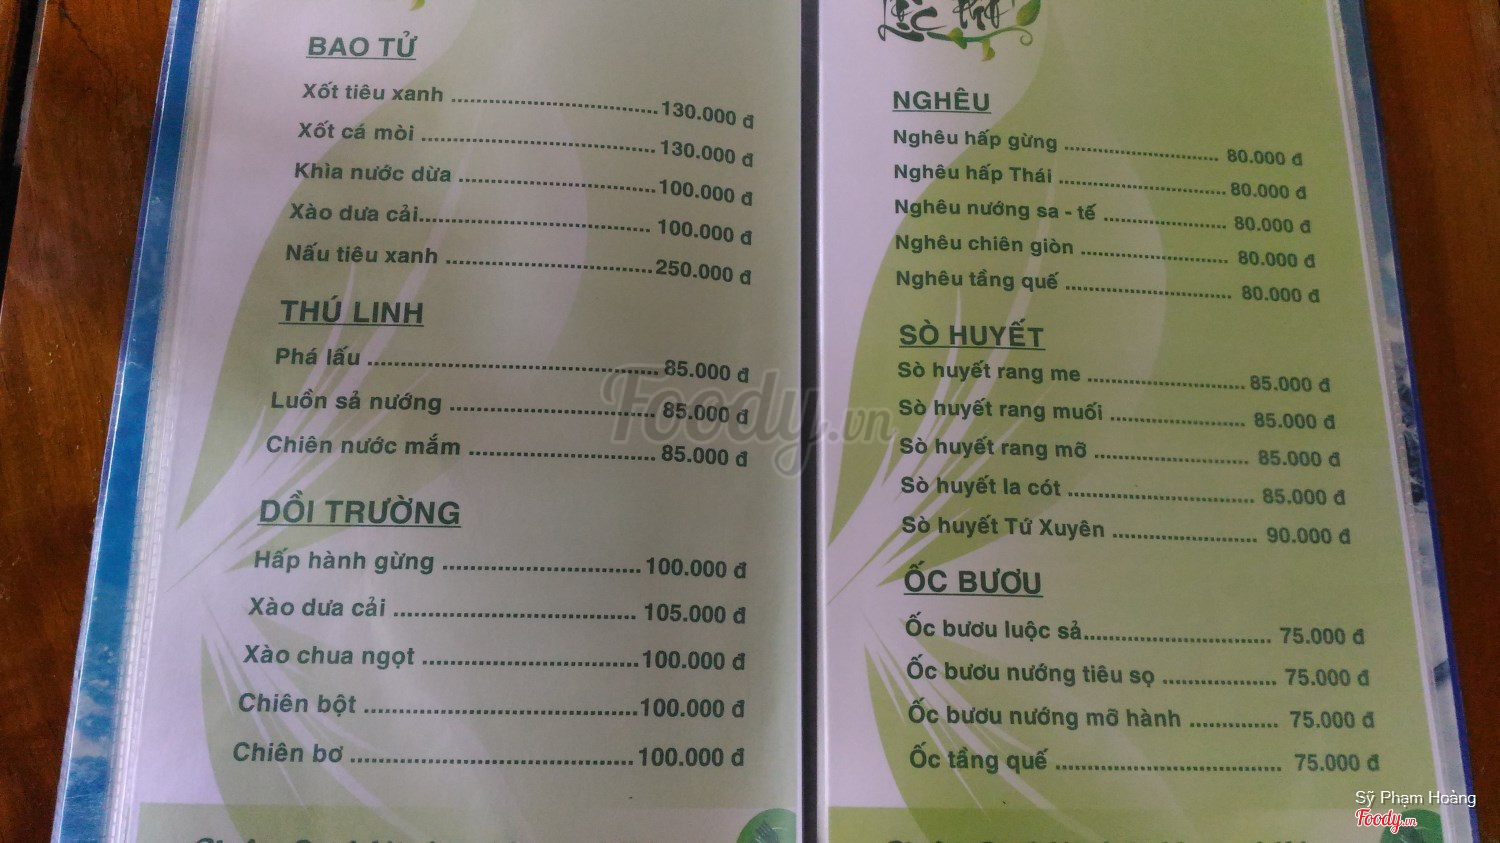 BAO TỬ
Xốt tiêu xanh ........ 130.000 đ
Xốt cá mòi ........ 130.000 đ
Khìa nước dừa ........ 100.000 đ
Xào dưa cải ........ 100.000 đ
Nấu tiêu xanh ........ 250.000 đ
THÚ LINH
Phá lấu ........ 85.000 đ
Luồn sả nướng ........ 85.000 đ
Chiên nước mắm ........ 85.000 đ
DỒI TRƯỜNG
Hấp hành gừng ........ 100.000 đ
Xào dưa cải ........ 105.000 đ
Xào chua ngọt ........ 100.000 đ
Chiên bột ........ 100.000 đ
Chiên bơ ........ 100.000 đ
NGHÊU
Nghêu hấp gừng ........ 80.000 đ
Nghêu hấp Thái ........ 80.000 đ
Nghêu nướng sa - tế ........ 80.000 đ
Nghêu chiên giòn ........ 80.000 đ
Nghêu tầng quế ........ 80.000 đ
SÒ HUYẾT
Sò huyết rang me ........ 85.000 đ
Sò huyết rang muối ........ 85.000 đ
Sò huyết rang mỡ ........ 85.000 đ
Sò huyết la cót ........ 85.000 đ
Sò huyết Tứ Xuyên ........ 90.000 đ
ỐC BƯƠU
Ốc bươu luộc sả ........ 75.000 đ
Ốc bươu nướng tiêu sọ ........ 75.000 đ
Ốc bươu nướng mỡ hành ........ 75.000 đ
Ốc tầng quế ........ 75.000 đ
Foody.vn
Sỹ Phạm Hoảng
Foody.vn